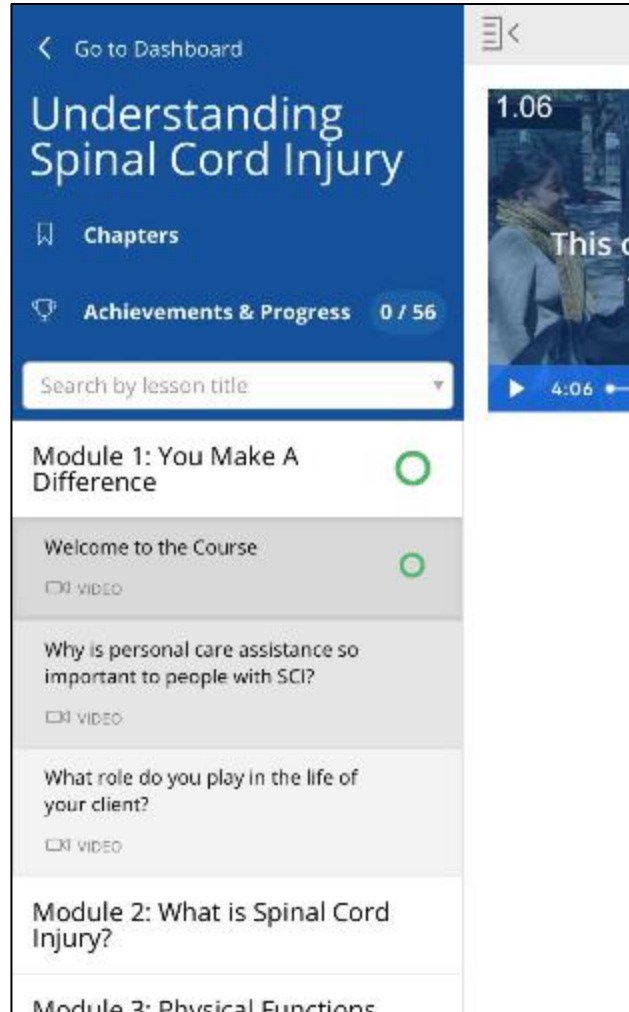 Go to Dashboard
Understanding
Spinal Cord Injury
Chapters
Achievements & Progress 0 / 56
Search by lesson title
Module 1: You Make A
Difference
Welcome to the Course
VIDEO
Why is personal care assistance so
important to people with SCI?
VIDEO
What role do you play in the life of
your client?
VIDEO
Module 2: What is Spinal Cord
Injury?
Module 3: Physical Functions
1.06
This
4:06